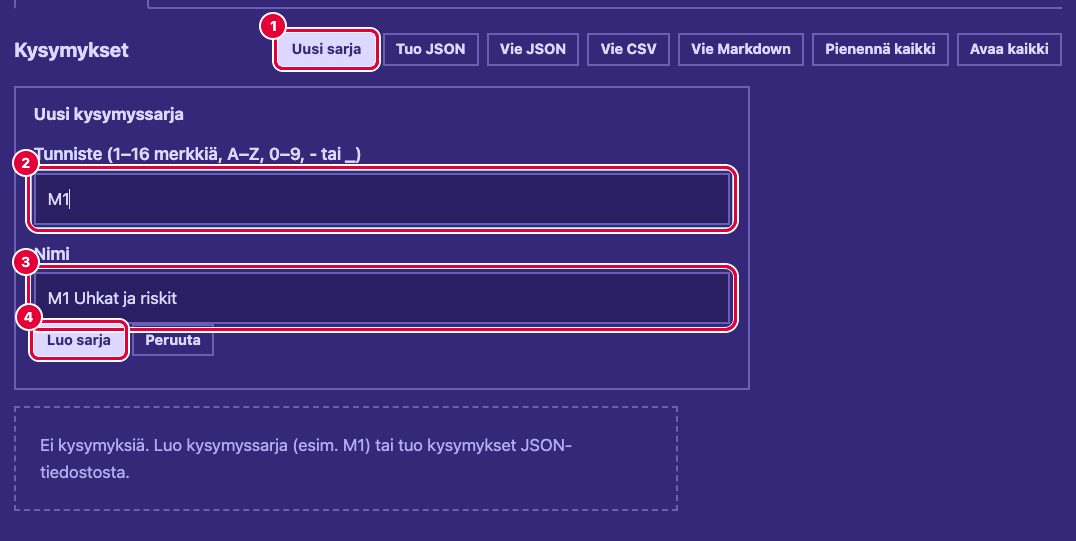 Kysymykset
1
Uusi sarja
Tuo JSON
Vie JSON
Vie CSV
Vie Markdown
Pienennä kaikki
Avaa kaikki
Uusi kysymyssarja
Tunniste (1–16 merkkiä, A–Z, 0–9, - tai _)
2
M1
Nimi
3
M1 Uhkat ja riskit
4
Luo sarja
Peruuta
Ei kysymyksiä. Luo kysymyssarja (esim. M1) tai tuo kysymykset JSON-
tiedostosta.